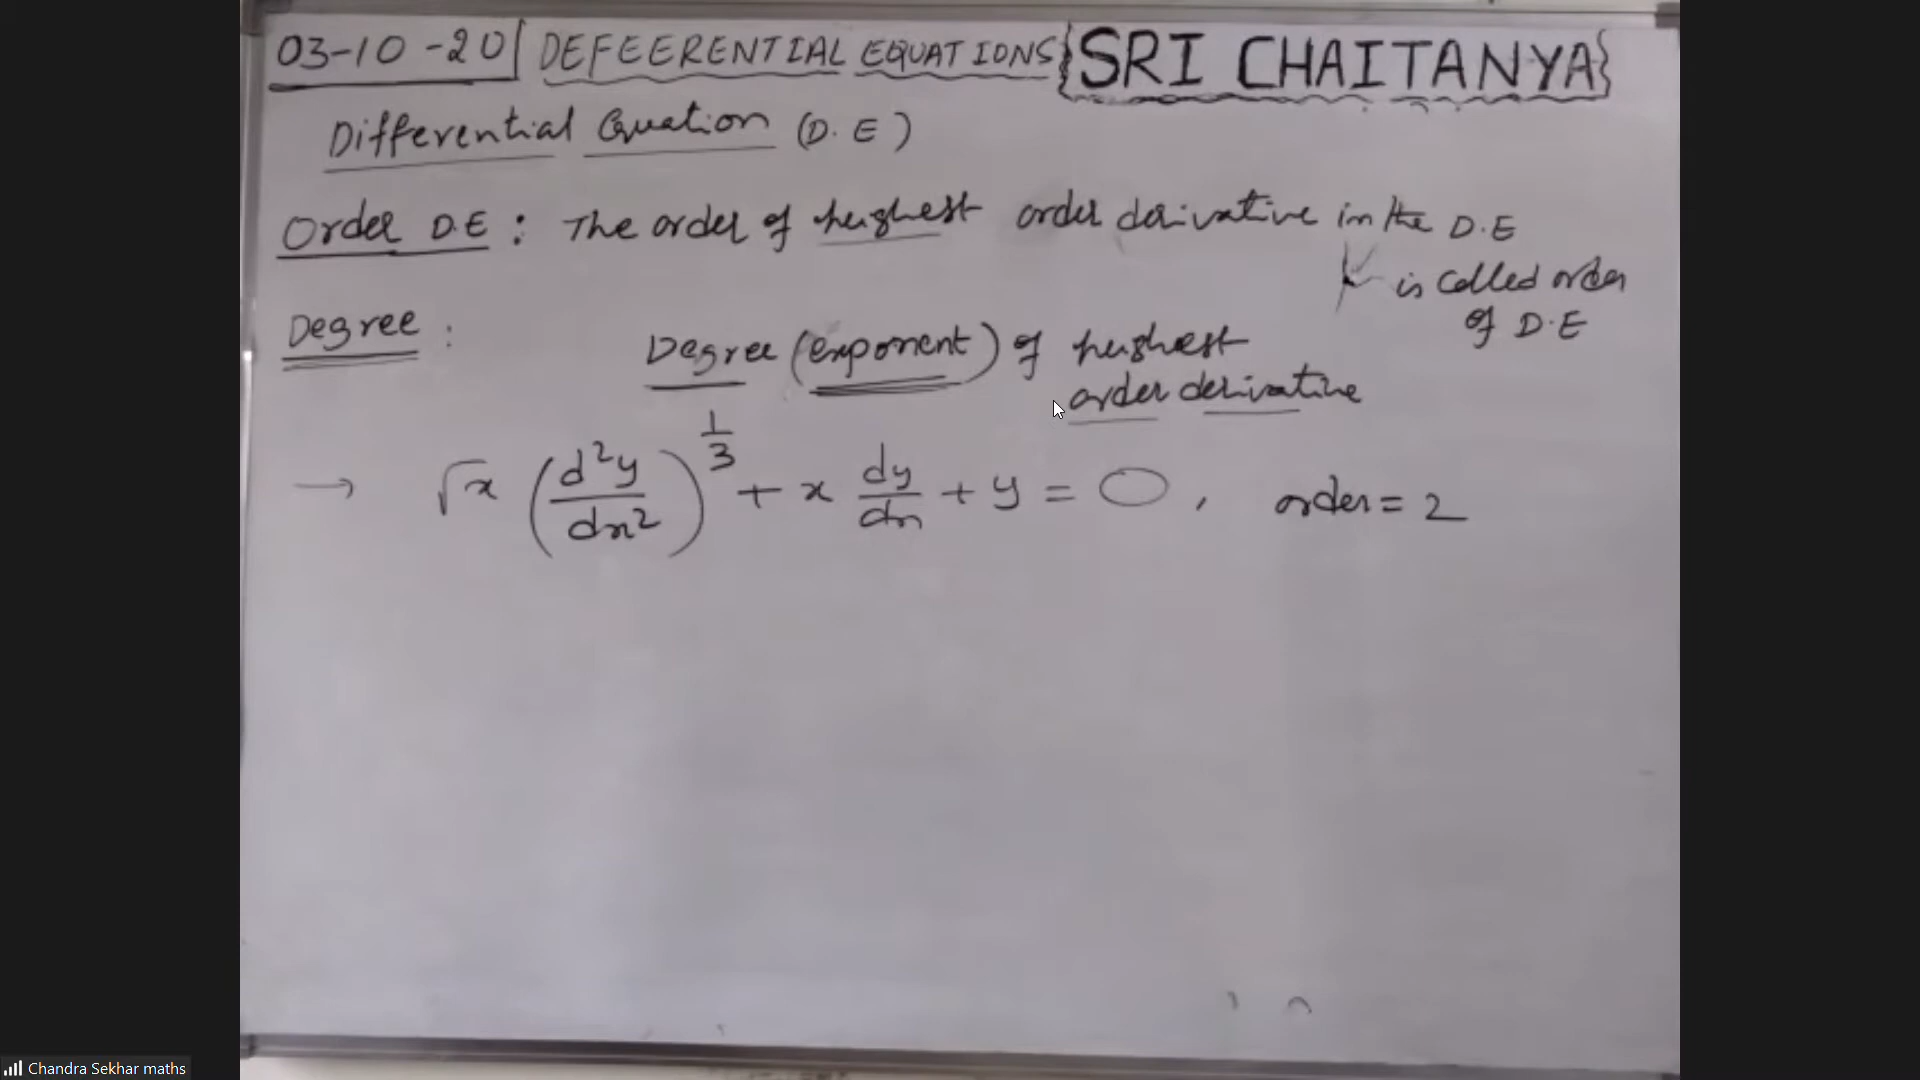 03-10-20 DEFEERENTIAL EQUATIONS {SRI CHAITANYA}
Differential Equation (D.E)
Order D.E : The order of highest order derivative in the D.E
is called order
of D.E
Degree :
Degree (exponent) of highest
order derivative
→ √x (d²y/dx²)^1/3 + x dy/dx + y = 0, order = 2
Chandra Sekhar maths